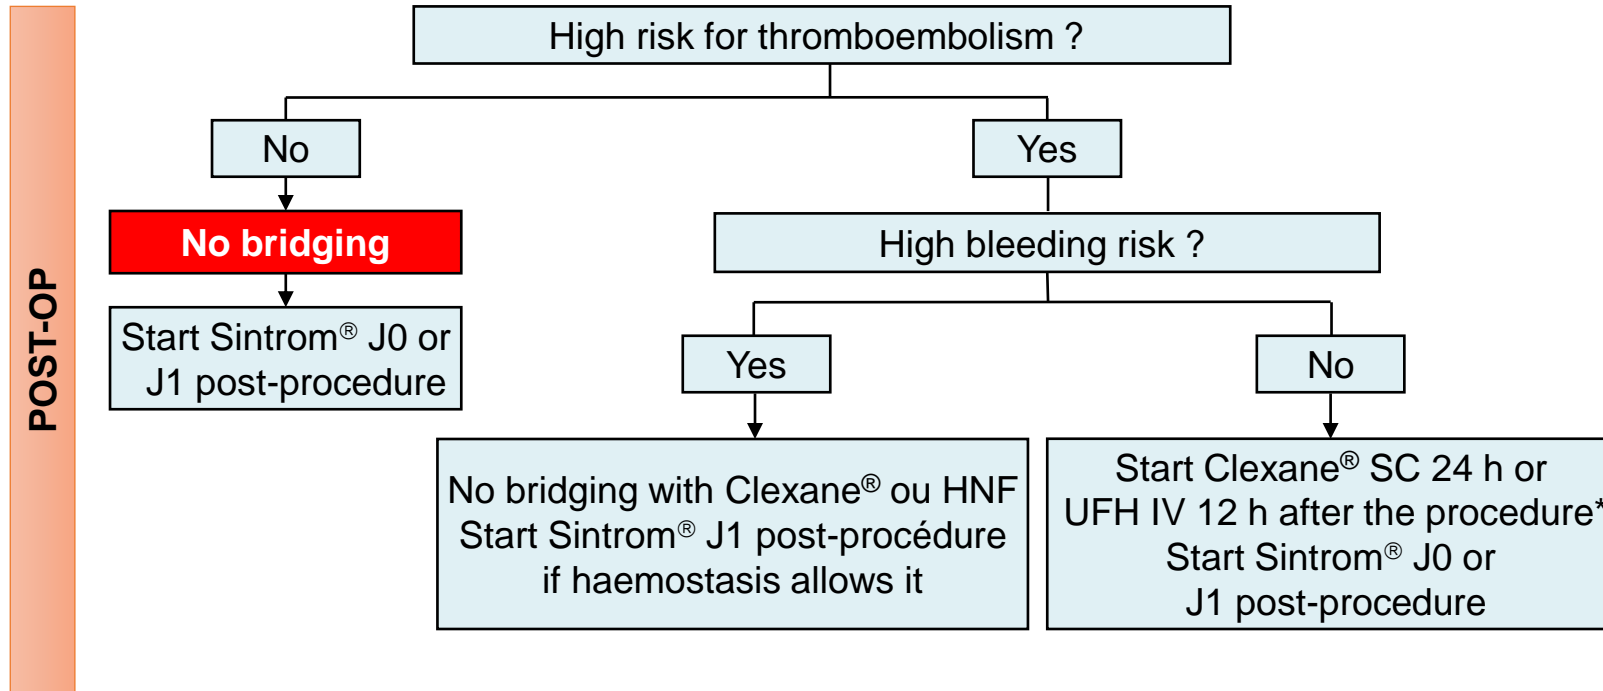 POST-OP
High risk for thromboembolism ?
No
Yes
No bridging
High bleeding risk ?
Start Sintrom® J0 or
J1 post-procedure
Yes
No
No bridging with Clexane® ou HNF
Start Sintrom® J1 post-procédure
if haemostasis allows it
Start Clexane® SC 24 h or
UFH IV 12 h after the procedure*
Start Sintrom® J0 or
J1 post-procedure